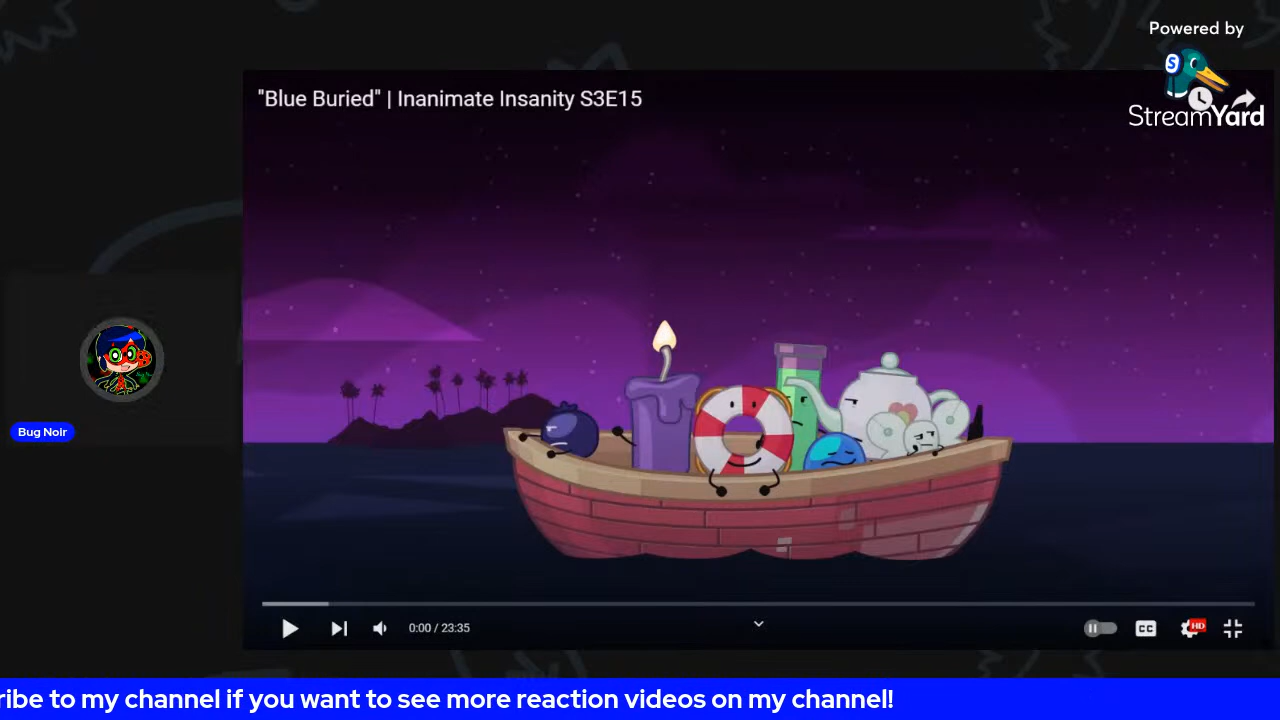 Powered by
S
StreamYard
"Blue Buried" | Inanimate Insanity S3E15
Bug Noir
0:00 / 23:35
CC
HD
ribe to my channel if you want to see more reaction videos on my channel!